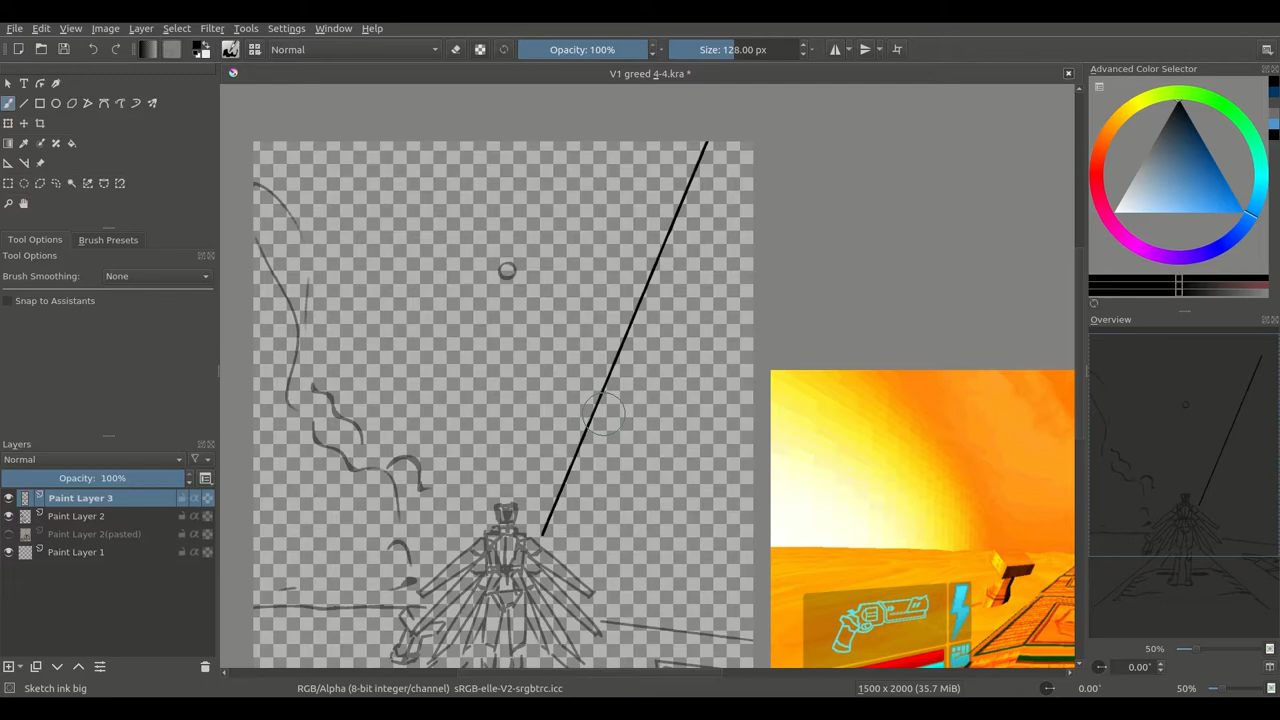 File Edit View Image Layer Select Filter Tools Settings Window Help
Normal Opacity: 100% Size: 128.00 px
V1 greed 4-4.kra *
Advanced Color Selector
Tool Options Brush Presets
Tool Options
Brush Smoothing: None
Snap to Assistants
Overview
Layers
Normal
Opacity: 100%
Paint Layer 3
Paint Layer 2
Paint Layer 2(pasted)
Paint Layer 1
50%
0.00°
Sketch ink big RGB/Alpha (8-bit integer/channel) sRGB-elle-V2-srgbtrc.icc 1500 x 2000 (35.7 MiB) 0.00° 50%